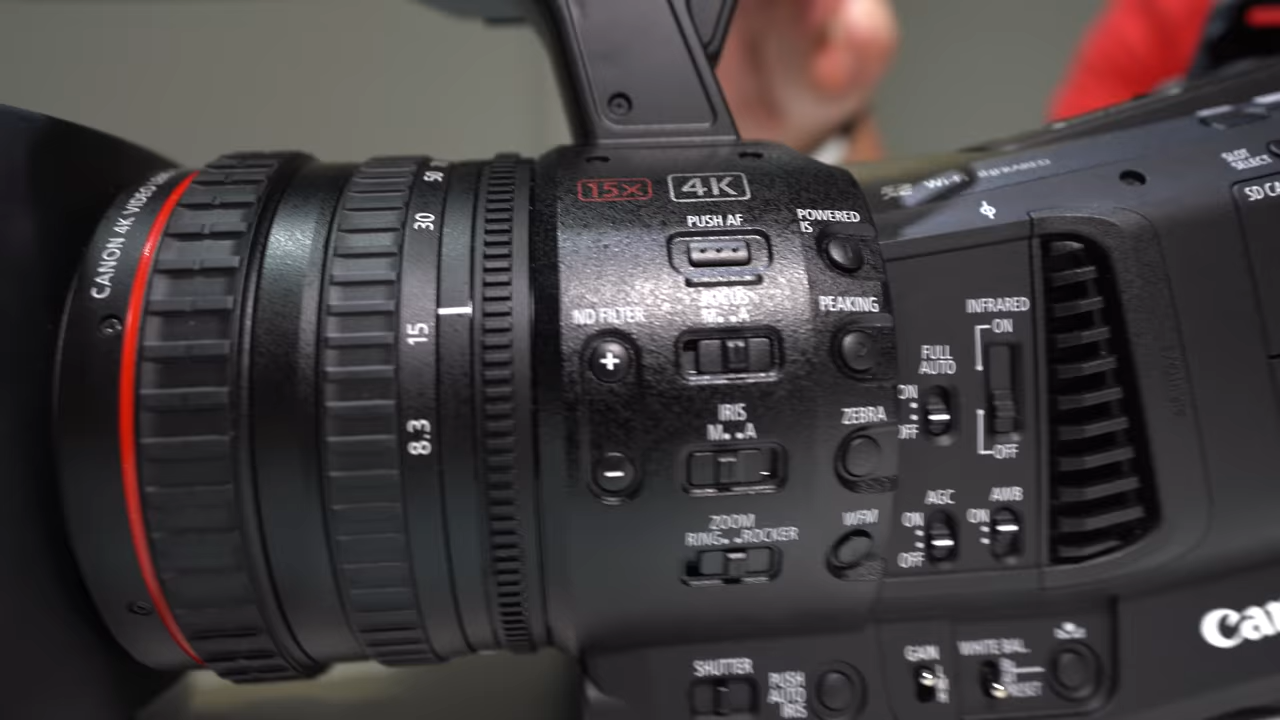 CANON 4K VIDEO
50
30
15
8.3
15x
4K
PUSH AF
POWERED
IS
FOCUS
M. .A
ND FILTER
+
-
PEAKING
IRIS
M. .A
ZEBRA
ZOOM
RING. .ROCKER
WFM
Wi-Fi
INFRARED
SLOT
SELECT
SD CA
INFRARED
ON
OFF
FULL
AUTO
ON
OFF
AGC
ON
OFF
AWB
ON
SHUTTER
PUSH
AUTO
IRIS
GAIN
WHITE BAL.
Can